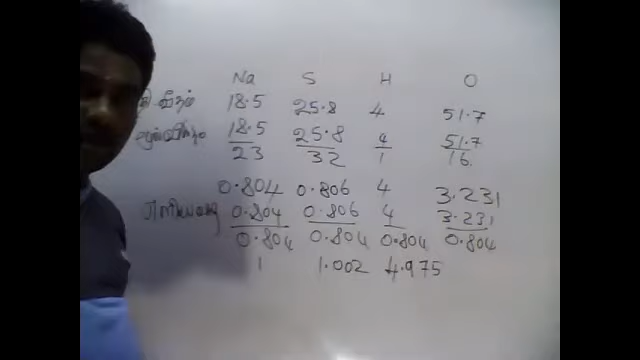 Na S H O
18.5 25.8 4 51.7
18.5/23 25.8/32 4/1 51.7/16
0.804 0.806 4 3.231
0.804/0.804 0.806/0.804 4/0.804 3.231/0.804
1 1.002 4.975